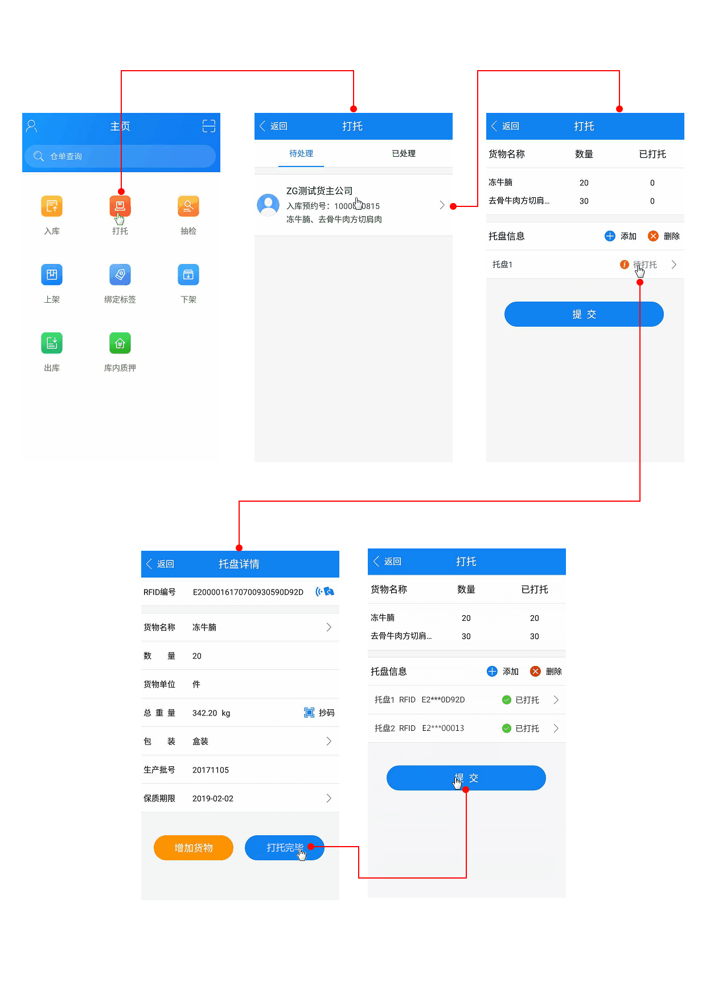 主页
仓单查询
入库
打托
抽检
上架
绑定标签
下架
出库
库内质押
返回
打托
待处理
已处理
ZG测试货主公司
入库预约号：1000 0815
冻牛腩、去骨牛肉方切肩肉
返回
打托
货物名称 数量 已打托
冻牛腩 20 0
去骨牛肉方切肩... 30 0
托盘信息 添加 删除
托盘1 待打托
提 交
返回
托盘详情
RFID编号 E2000016170700930590D92D
货物名称 冻牛腩
数 量 20
货物单位 件
总 重 量 342.20 kg 抄码
包 装 盒装
生产批号 20171105
保质期限 2019-02-02
增加货物
打托完毕
返回
打托
货物名称 数量 已打托
冻牛腩 20 20
去骨牛肉方切肩... 30 30
托盘信息 添加 删除
托盘1 RFID E2***0D92D 已打托
托盘2 RFID E2***00013 已打托
提 交